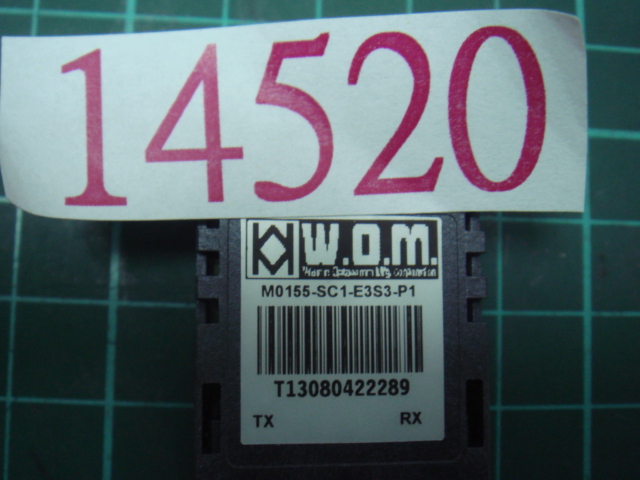 14520
W.O.M.
M0155-SC1-E3S3-P1
T13080422289
TX RX